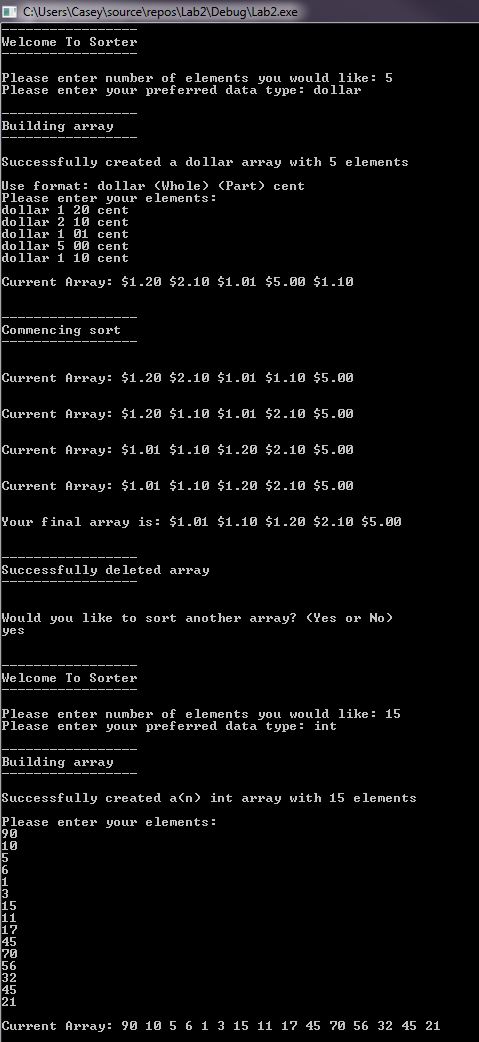 C:\Users\Casey\source\repos\Lab2\Debug\Lab2.exe
-----------------
Welcome To Sorter
-----------------
Please enter number of elements you would like: 5
Please enter your preferred data type: dollar
-----------------
Building array
-----------------
Successfully created a dollar array with 5 elements
Use format: dollar (Whole) (Part) cent
Please enter your elements:
dollar 1 20 cent
dollar 2 10 cent
dollar 1 01 cent
dollar 5 00 cent
dollar 1 10 cent
Current Array: $1.20 $2.10 $1.01 $5.00 $1.10
-----------------
Commencing sort
-----------------
Current Array: $1.20 $2.10 $1.01 $1.10 $5.00
Current Array: $1.20 $1.10 $1.01 $2.10 $5.00
Current Array: $1.01 $1.10 $1.20 $2.10 $5.00
Current Array: $1.01 $1.10 $1.20 $2.10 $5.00
Your final array is: $1.01 $1.10 $1.20 $2.10 $5.00
-----------------
Successfully deleted array
-----------------
Would you like to sort another array? (Yes or No)
yes
-----------------
Welcome To Sorter
-----------------
Please enter number of elements you would like: 15
Please enter your preferred data type: int
-----------------
Building array
-----------------
Successfully created a(n) int array with 15 elements
Please enter your elements:
90
10
5
6
1
3
15
11
17
45
70
56
32
45
21
Current Array: 90 10 5 6 1 3 15 11 17 45 70 56 32 45 21